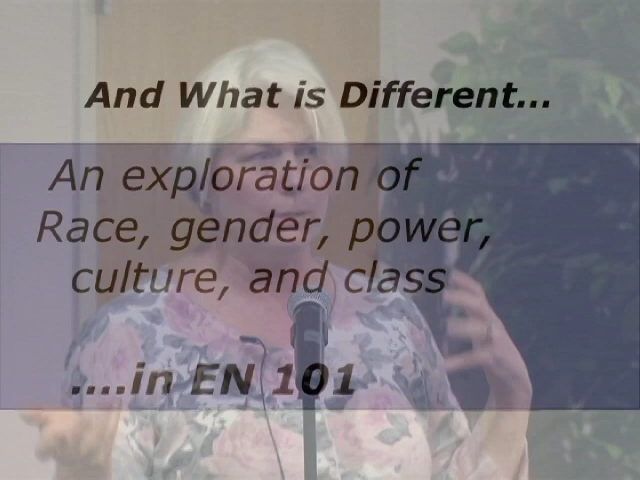 And What is Different...
An exploration of
Race, gender, power,
culture, and class
....in EN 101